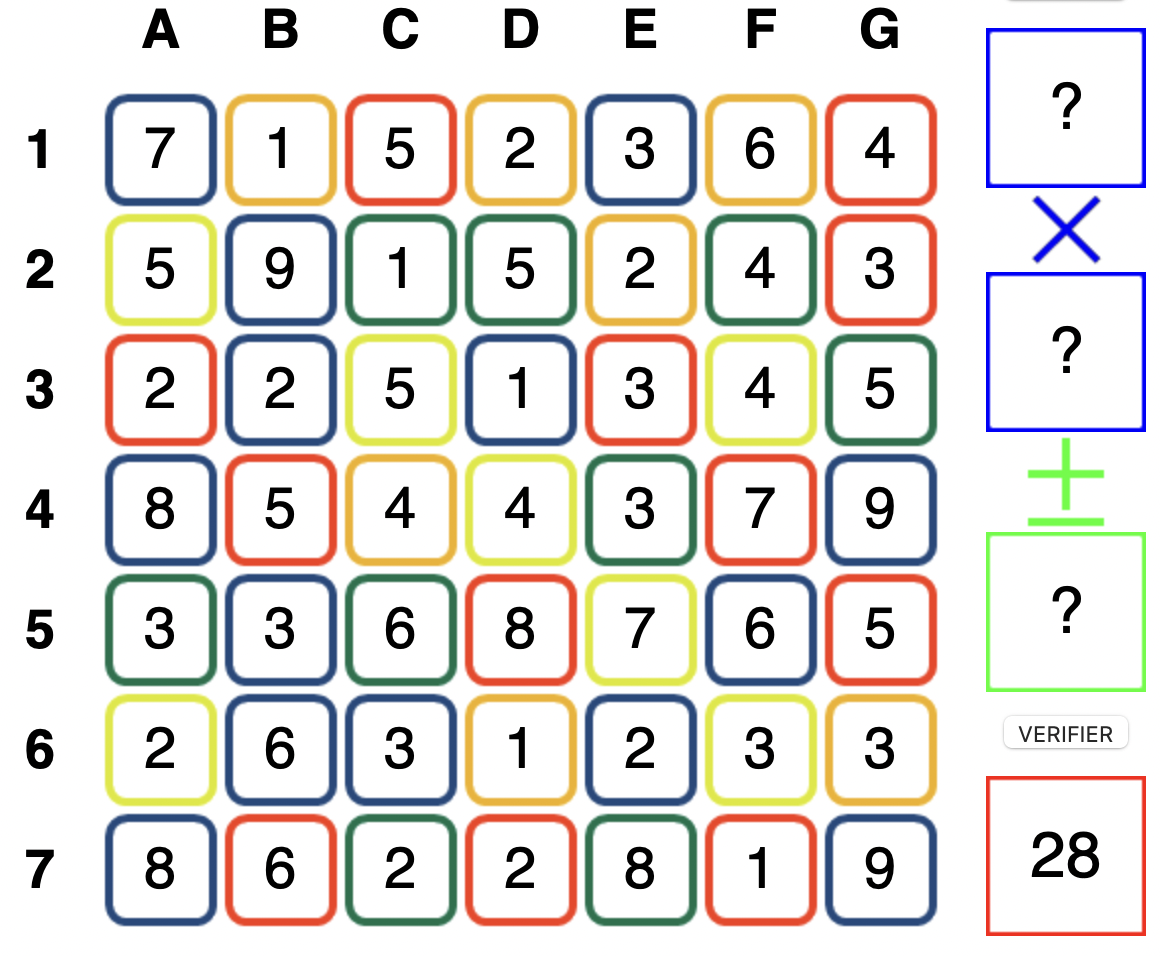 A B C D E F G
1 7 1 5 2 3 6 4
2 5 9 1 5 2 4 3
3 2 2 5 1 3 4 5
4 8 5 4 4 3 7 9
5 3 3 6 8 7 6 5
6 2 6 3 1 2 3 3
7 8 6 2 2 8 1 9
?
×
?
±
?
VERIFIER
28